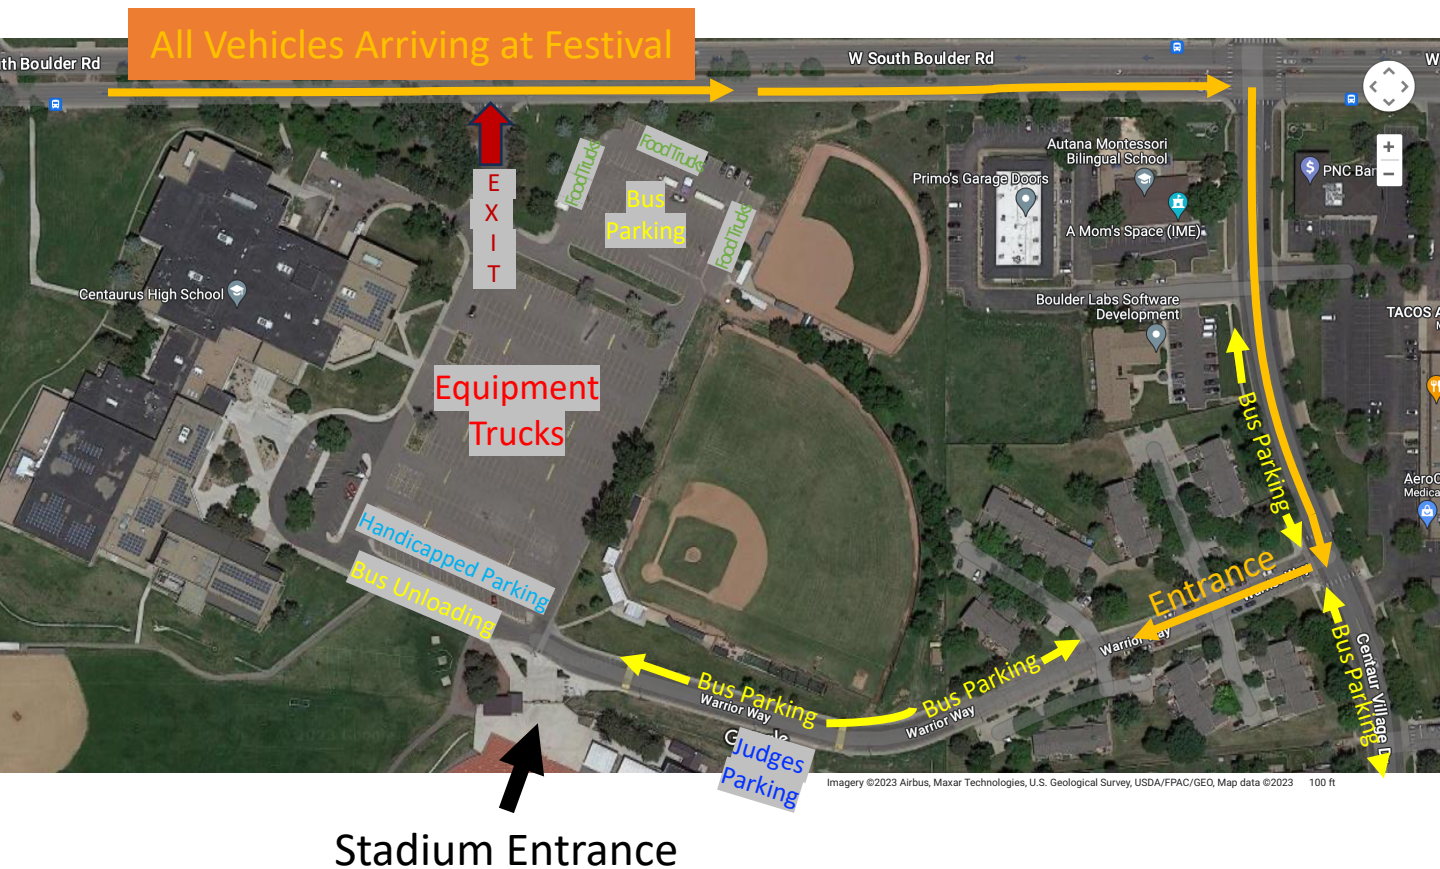 All Vehicles Arriving at Festival
th Boulder Rd
W South Boulder Rd
W
E
X
I
T
Food Trucks
Food Trucks
Food Trucks
Bus
Parking
Autana Montessori
Bilingual School
Primo's Garage Doors
A Mom's Space (IME)
PNC Ban
Centaurus High School
Boulder Labs Software
Development
TACOS A
Equipment
Trucks
Bus Parking
AeroC
Medica
Handicapped Parking
Bus Unloading
Entrance
Warrior Way
Bus Parking
Centaur Village D
Bus Parking
Warrior Way
Bus Parking
Warrior Way
Judges
Parking
Imagery ©2023 Airbus, Maxar Technologies, U.S. Geological Survey, USDA/FPAC/GEO, Map data ©2023
100 ft
Stadium Entrance